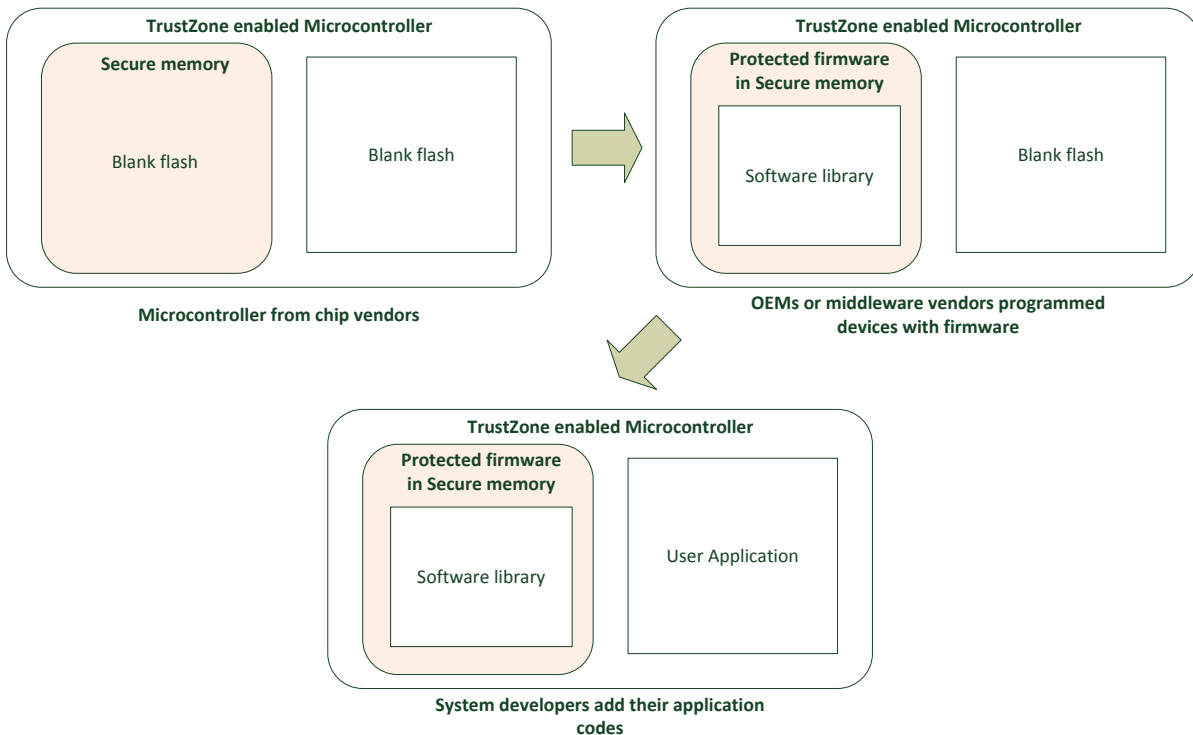 TrustZone enabled Microcontroller
Secure memory
Blank flash
Blank flash
Microcontroller from chip vendors
TrustZone enabled Microcontroller
Protected firmware
in Secure memory
Software library
Blank flash
OEMs or middleware vendors programmed
devices with firmware
TrustZone enabled Microcontroller
Protected firmware
in Secure memory
Software library
User Application
System developers add their application
codes